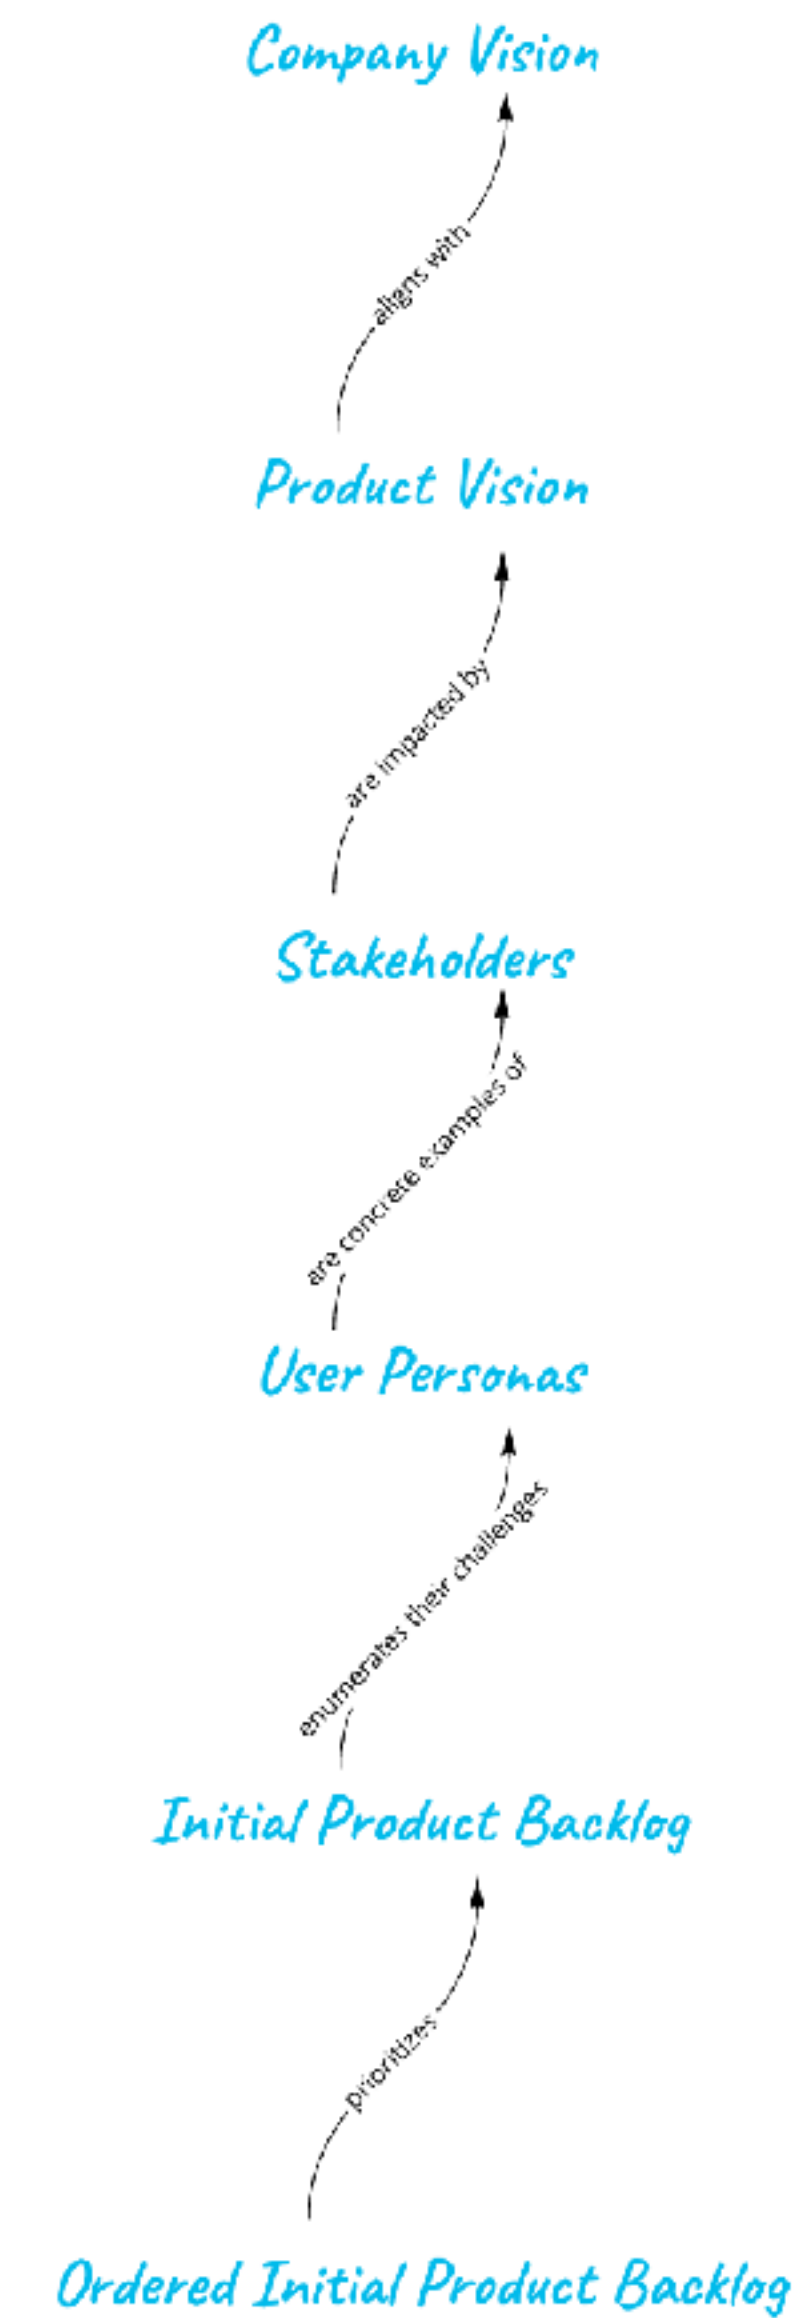 Company Vision
aligns with
Product Vision
are impacted by
Stakeholders
are concrete examples of
User Personas
enumerates their challenges
Initial Product Backlog
prioritizes
Ordered Initial Product Backlog